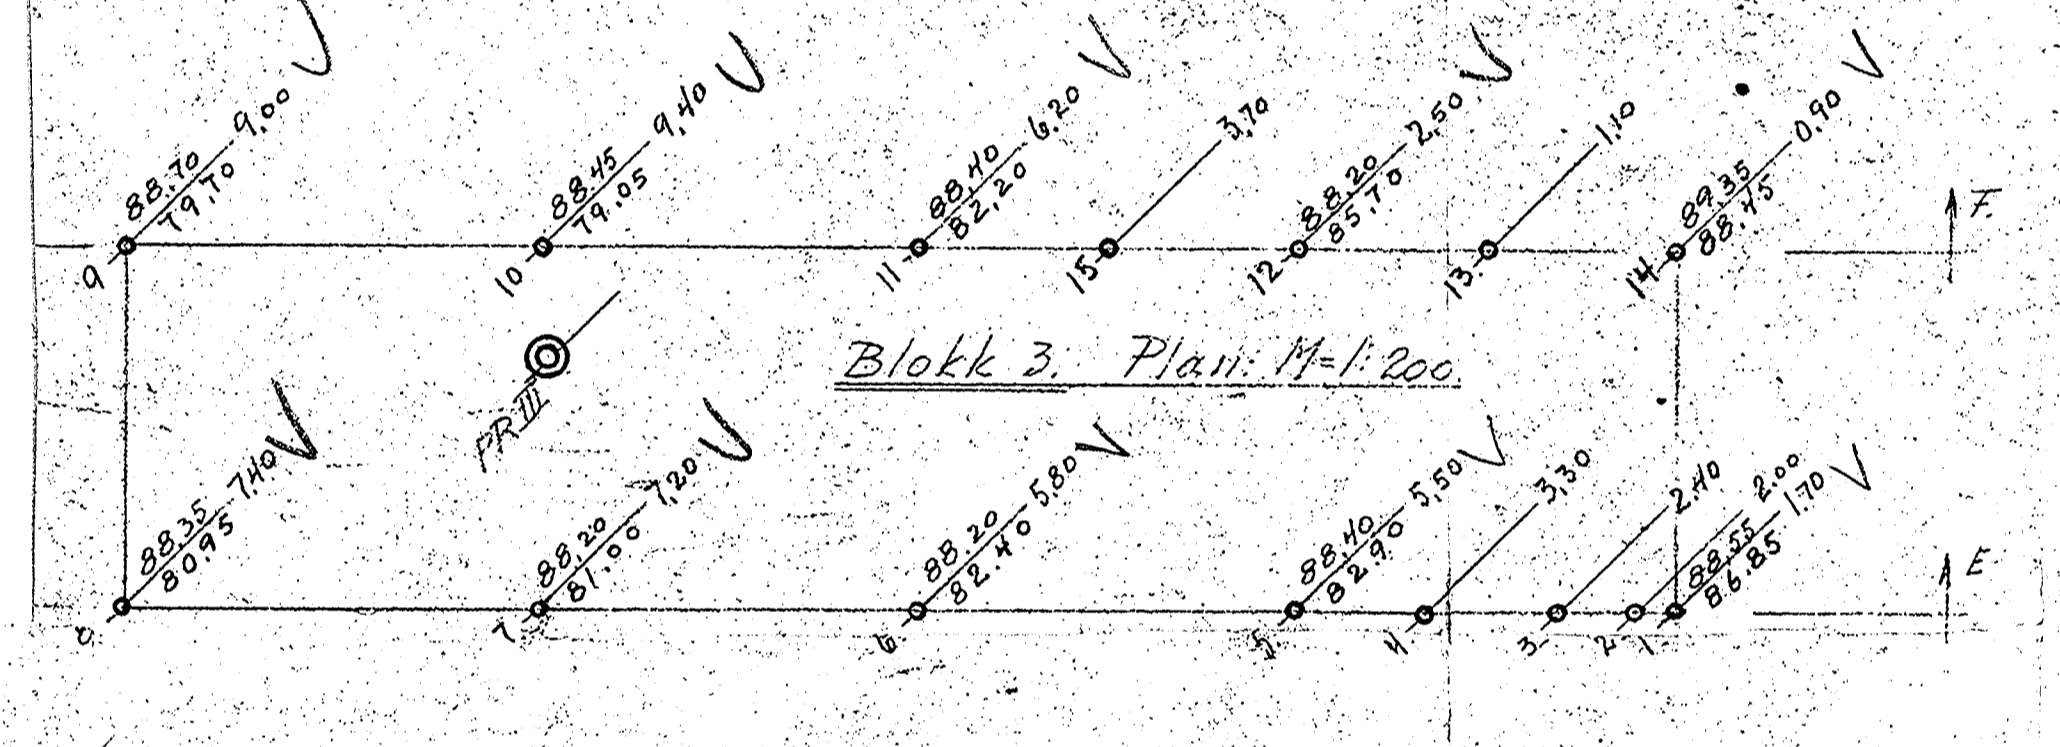 88.70 9,00 V
79,70
9
88.45 9,40 V
79.05
10
88,40 6,20 V
82,20
11
3,70
15
88.20 2,50 V
85.70
12
1,10
13
89.35 0.90 V
88.45
14
F.
PR III
Blokk 3. Plan: M=1:200.
88.35 7,40 V
80.95
8
88,20 7,20 V
81,00
7
88.20 5,80 V
82.40
6
88,40 5,50 V
82.90
5
3,30
4
2,40
3
2.00
2
88.55 1.70 V
86.85
1
E